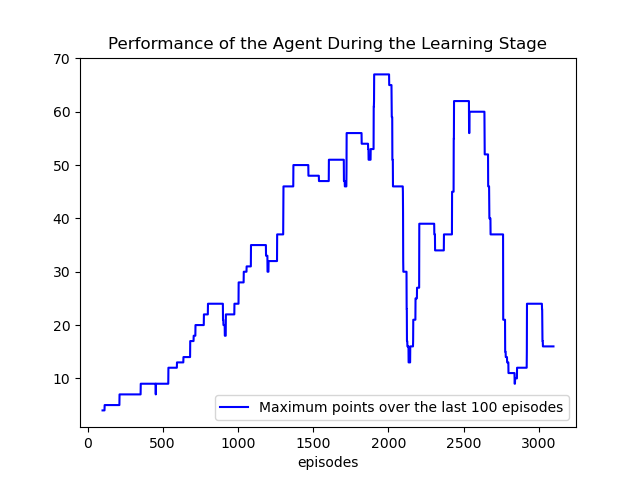 Performance of the Agent During the Learning Stage
70
60
50
40
30
20
10
Maximum points over the last 100 episodes
0 500 1000 1500 2000 2500 3000
episodes